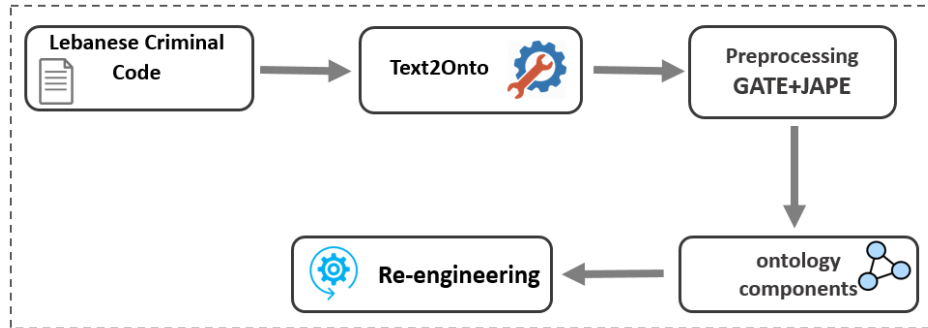 Lebanese Criminal
Code
Text2Onto
Preprocessing
GATE+JAPE
ontology
components
Re-engineering